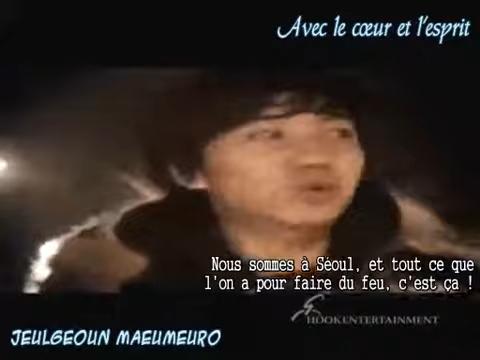 Avec le cœur et l'esprit
Nous sommes à Séoul, et tout ce que
l'on a pour faire du feu, c'est ça !
HOOKENTERTAINMENT
JEULGEOUN MAEUMEURO